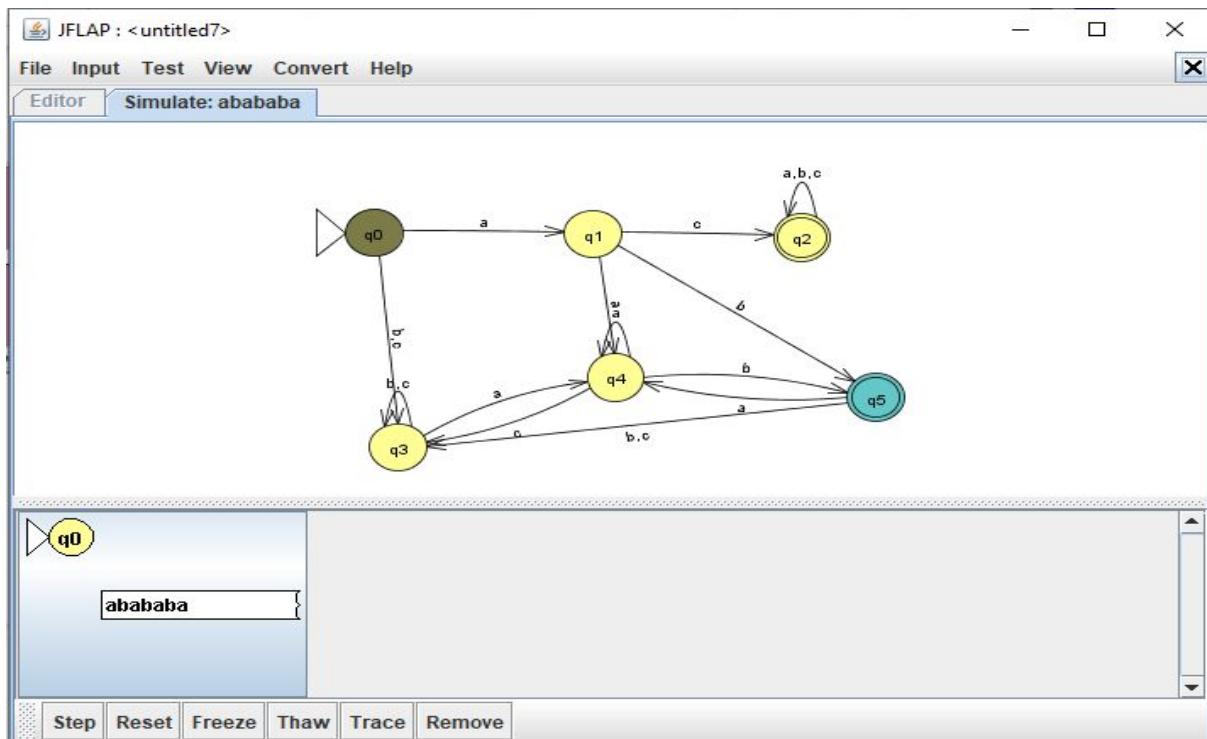 JFLAP : <untitled7>
File Input Test View Convert Help
Editor Simulate: abababa
a,b,c
q0 a q1 c q2
b,c a b
a
b,c a q4 b q5
q3 c b,c a
q0
abababa
Step Reset Freeze Thaw Trace Remove